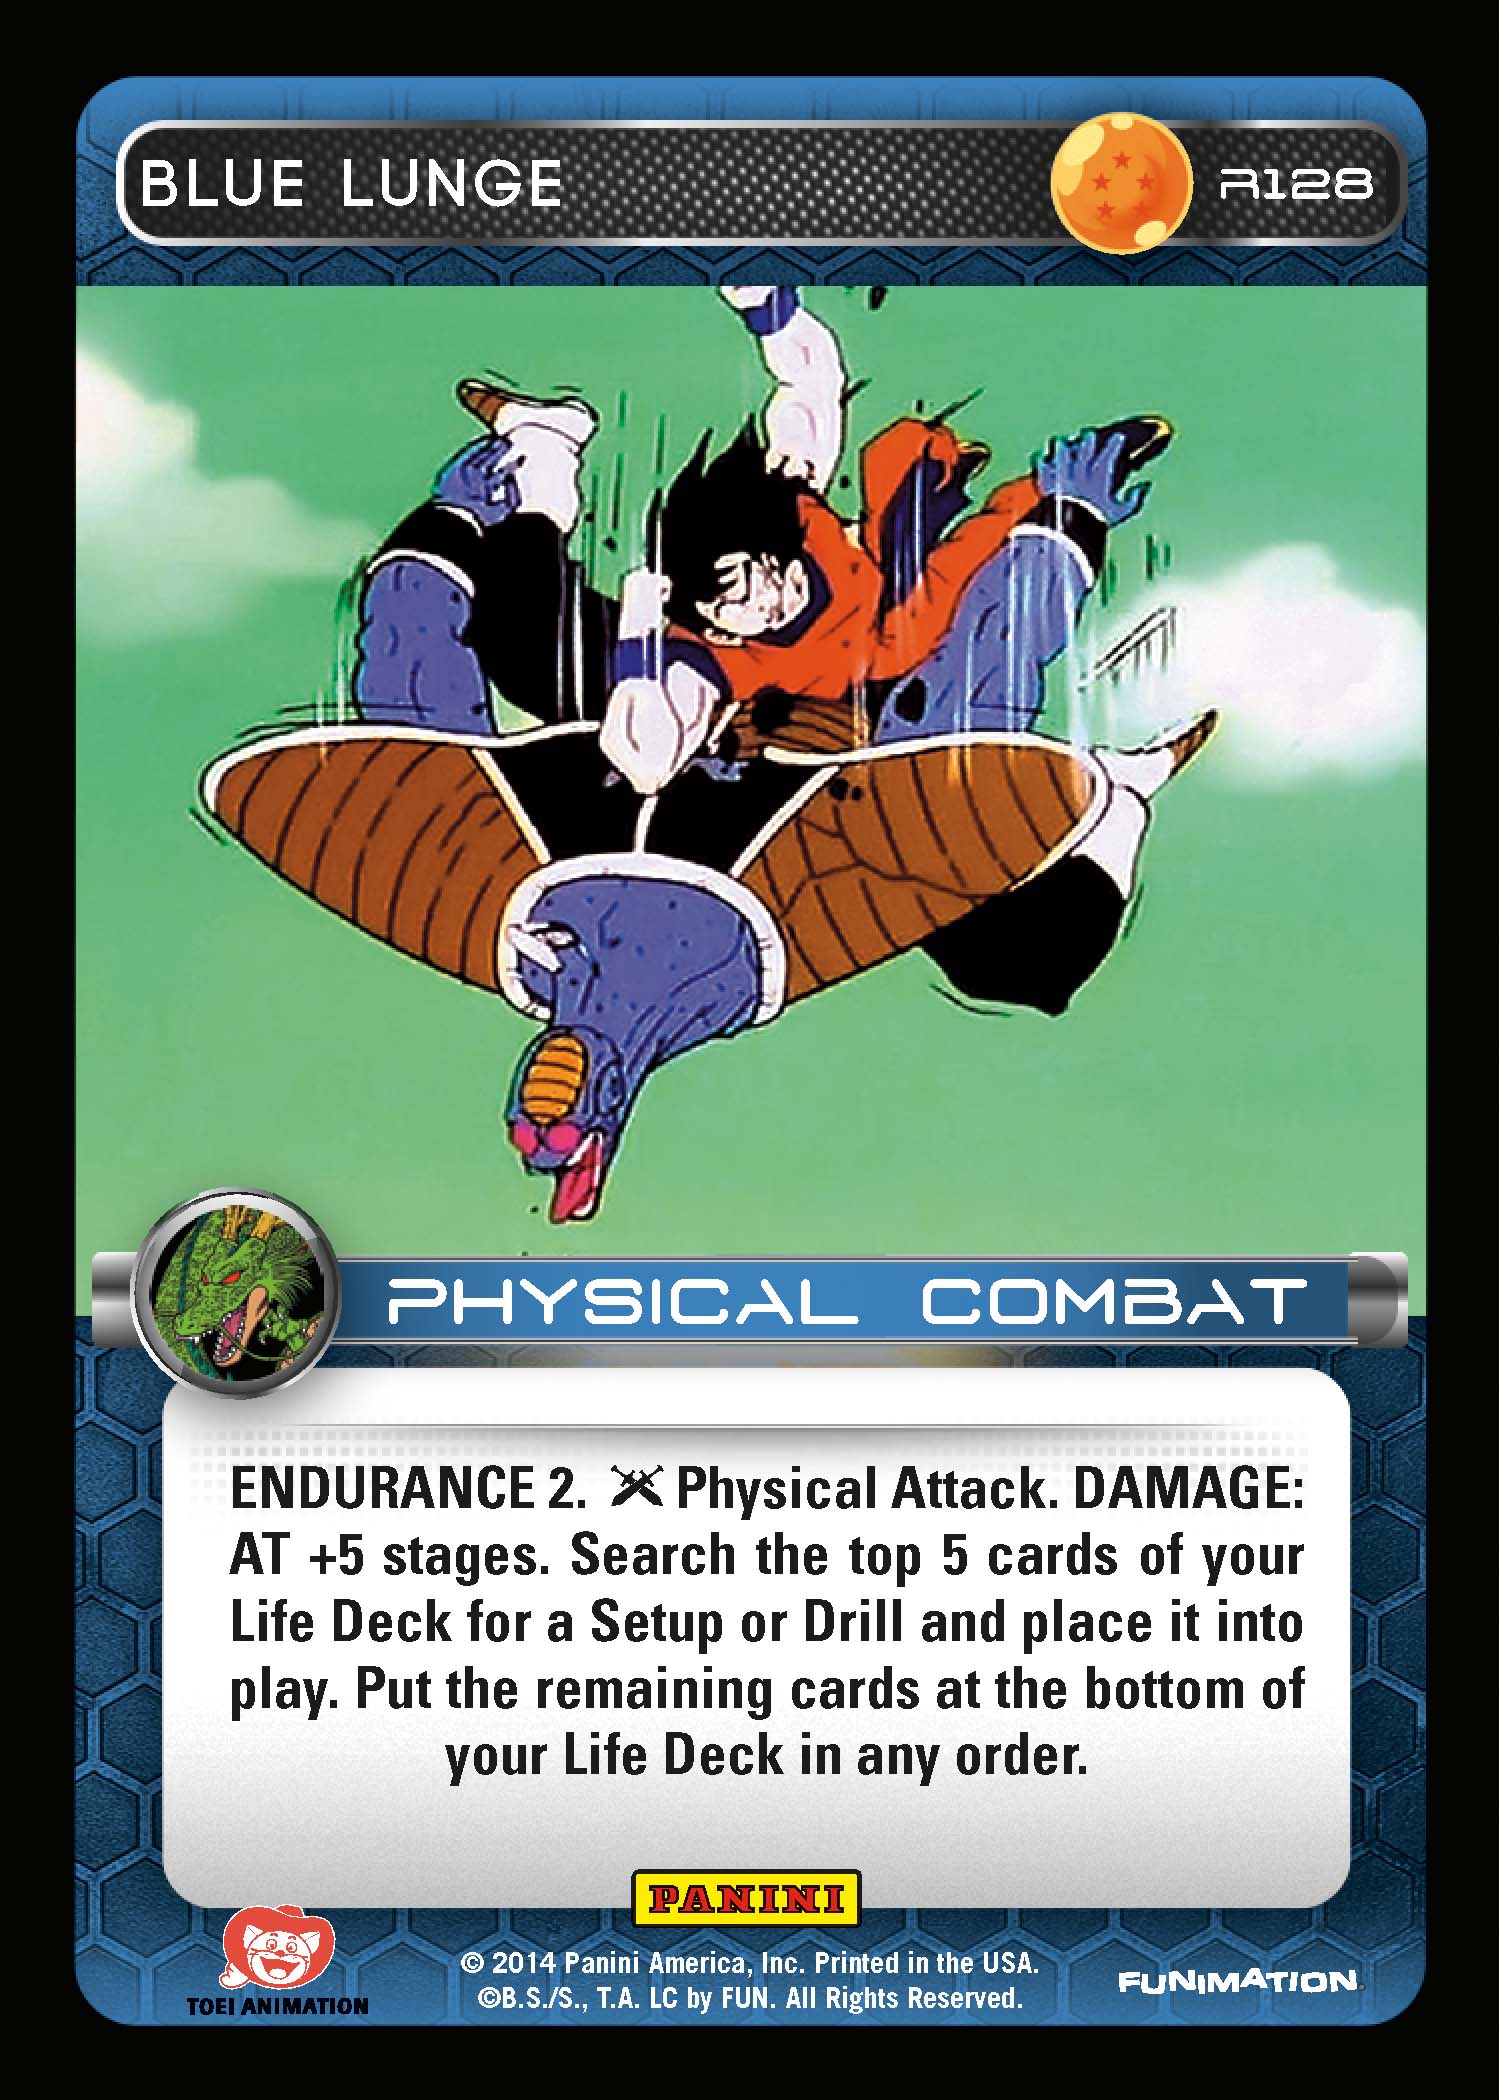 BLUE LUNGE
R128
PHYSICAL COMBAT
ENDURANCE 2. Physical Attack. DAMAGE:
AT +5 stages. Search the top 5 cards of your
Life Deck for a Setup or Drill and place it into
play. Put the remaining cards at the bottom of
your Life Deck in any order.
PANINI
© 2014 Panini America, Inc. Printed in the USA.
©B.S./S., T.A. LC by FUN. All Rights Reserved.
TOEI ANIMATION
FUNIMATION